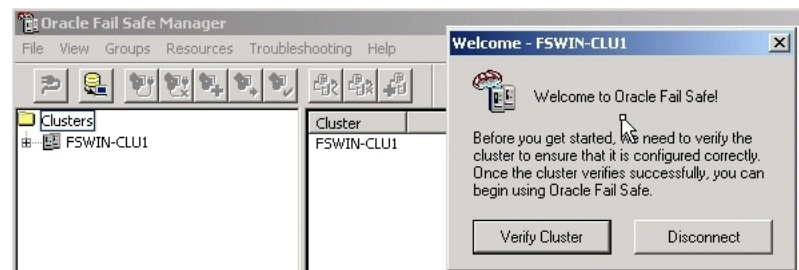 Oracle Fail Safe Manager
File View Groups Resources Troubleshooting Help
Clusters
FSWIN-CLU1
Cluster
FSWIN-CLU1
Welcome - FSWIN-CLU1
Welcome to Oracle Fail Safe!
Before you get started, we need to verify the
cluster to ensure that it is configured correctly.
Once the cluster verifies successfully, you can
begin using Oracle Fail Safe.
Verify Cluster
Disconnect